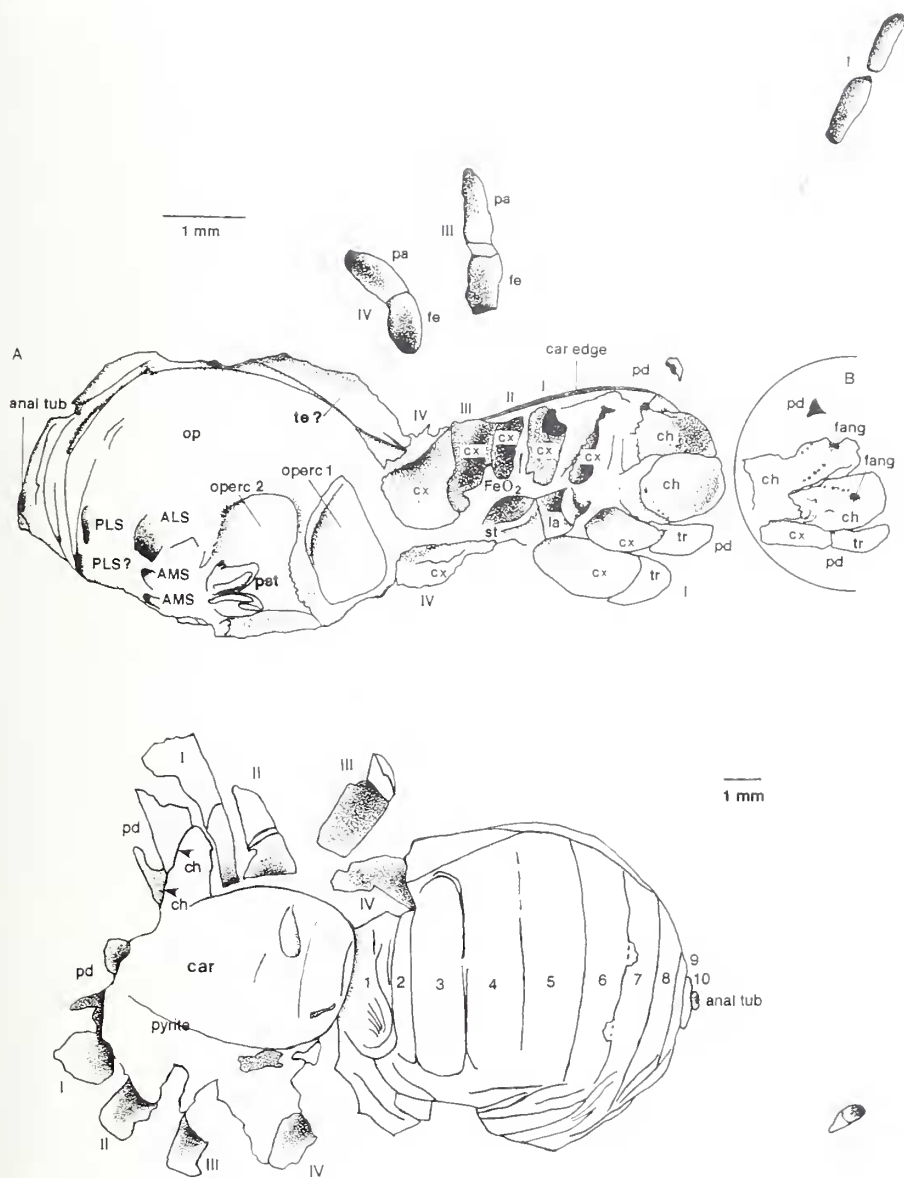 I
pa
III
fe
1 mm
pa
IV
fe
A
car edge
pd
B
anal tub
te ?
IV
III
II
I
pd
op
cx
cx
cx
cx
ch
fang
operc 2
operc 1
cx
FeO2
ch
ch
fang
ch
PLS
ALS
st
la
cx
tr
pd
cx
tr
pd
PLS ?
AMS
pat
cx
IV
cx
tr
I
AMS
I
II
III
1 mm
pd
ch
IV
ch
pd
car
1
2
3
4
5
6
7
8
9
10
anal tub
pyrite
I
II
III
IV